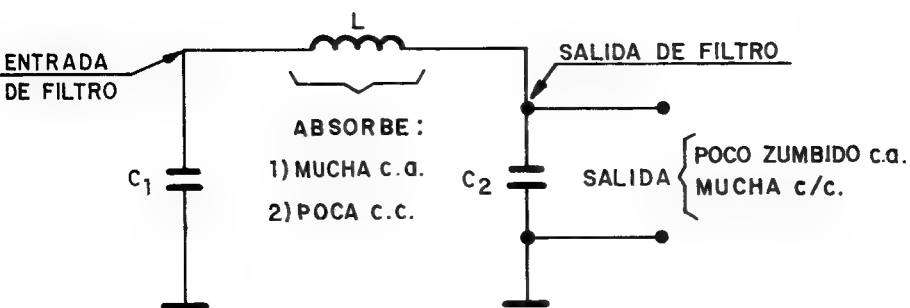 L
ENTRADA
DE FILTRO
SALIDA DE FILTRO
ABSORBE:
1) MUCHA c.a.
2) POCA C.C.
C1
C2
SALIDA
POCO ZUMBIDO c.a.
MUCHA c/c.